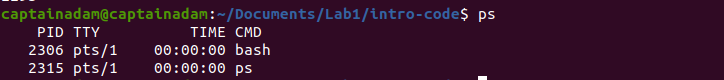 captainadam@captainadam:~/Documents/Lab1/intro-code$ ps
PID TTY TIME CMD
2306 pts/1 00:00:00 bash
2315 pts/1 00:00:00 ps